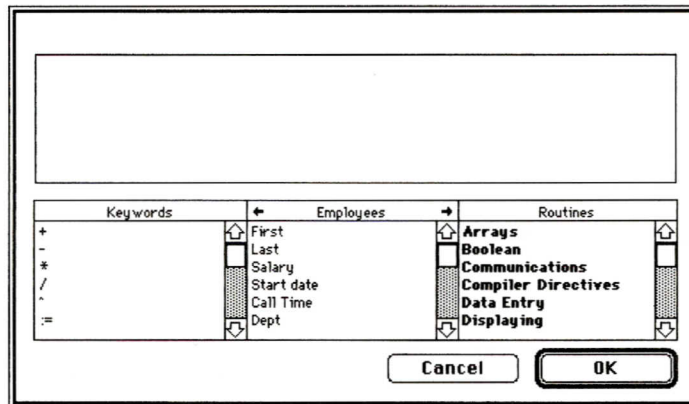 Keywords
← Employees →
Routines
+
-
*
/
^
:=
First
Last
Salary
Start date
Call Time
Dept
Arrays
Boolean
Communications
Compiler Directives
Data Entry
Displaying
Cancel
OK